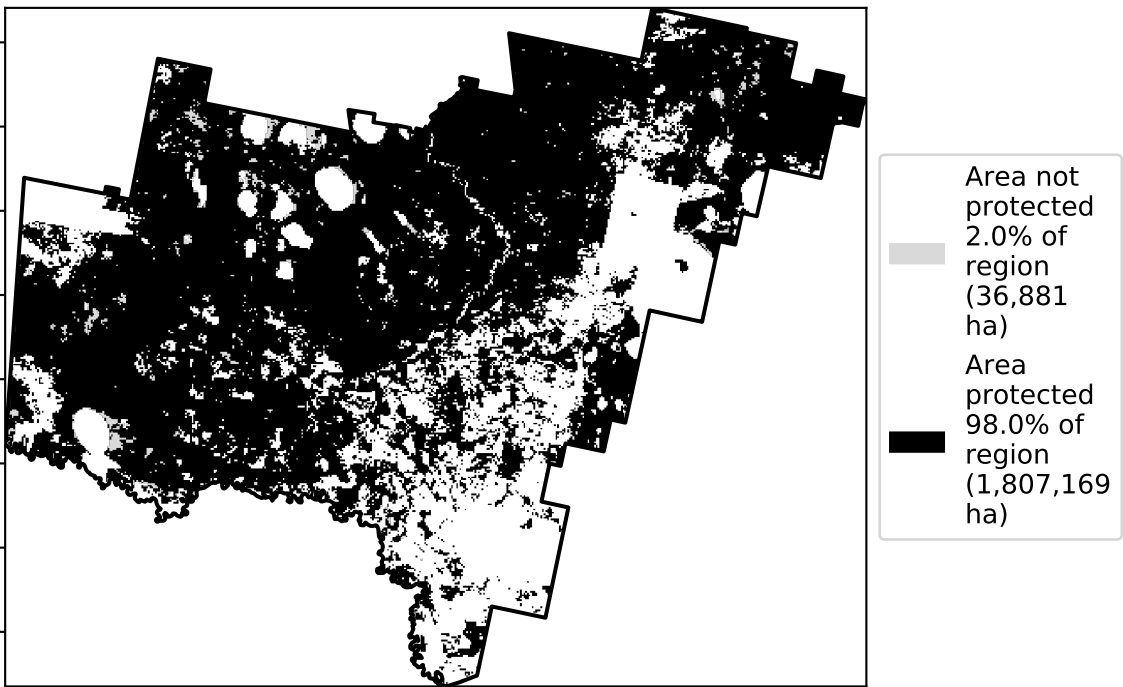 Area not
protected
2.0% of
region
(36,881
ha)
Area
protected
98.0% of
region
(1,807,169
ha)